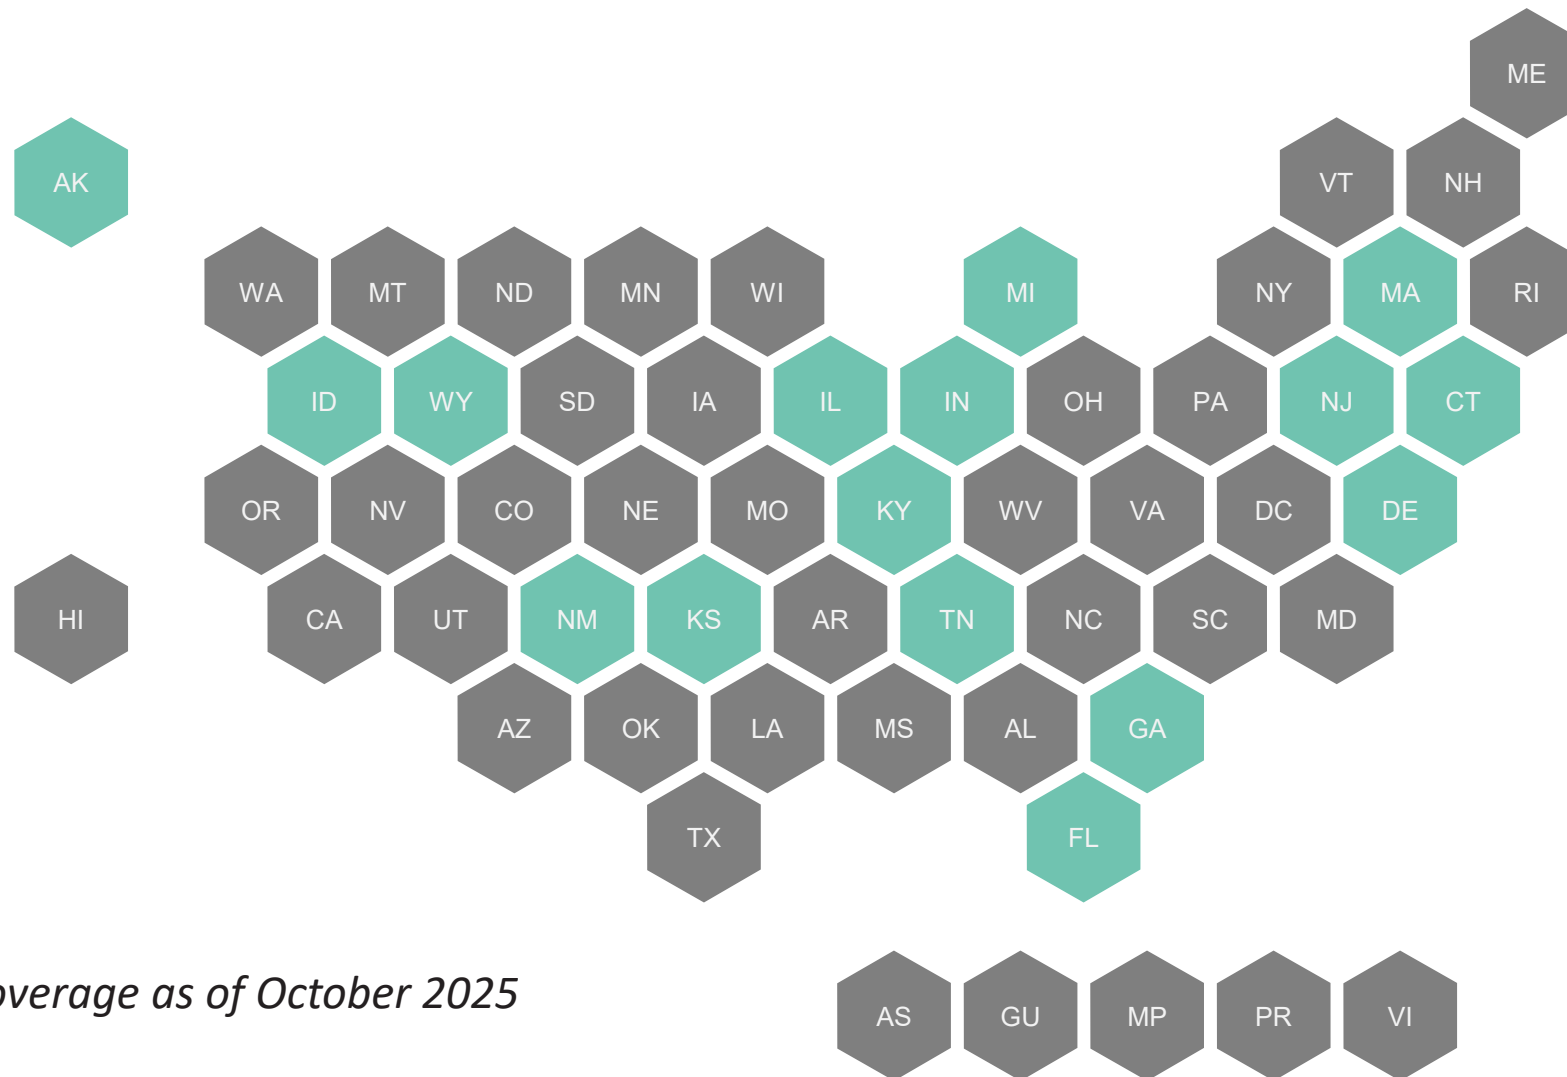 ME
AK
VT
NH
WA
MT
ND
MN
WI
MI
NY
MA
RI
ID
WY
SD
IA
IL
IN
OH
PA
NJ
CT
OR
NV
CO
NE
MO
KY
WV
VA
DC
DE
HI
CA
UT
NM
KS
AR
TN
NC
SC
MD
AZ
OK
LA
MS
AL
GA
TX
FL
overage as of October 2025
AS
GU
MP
PR
VI